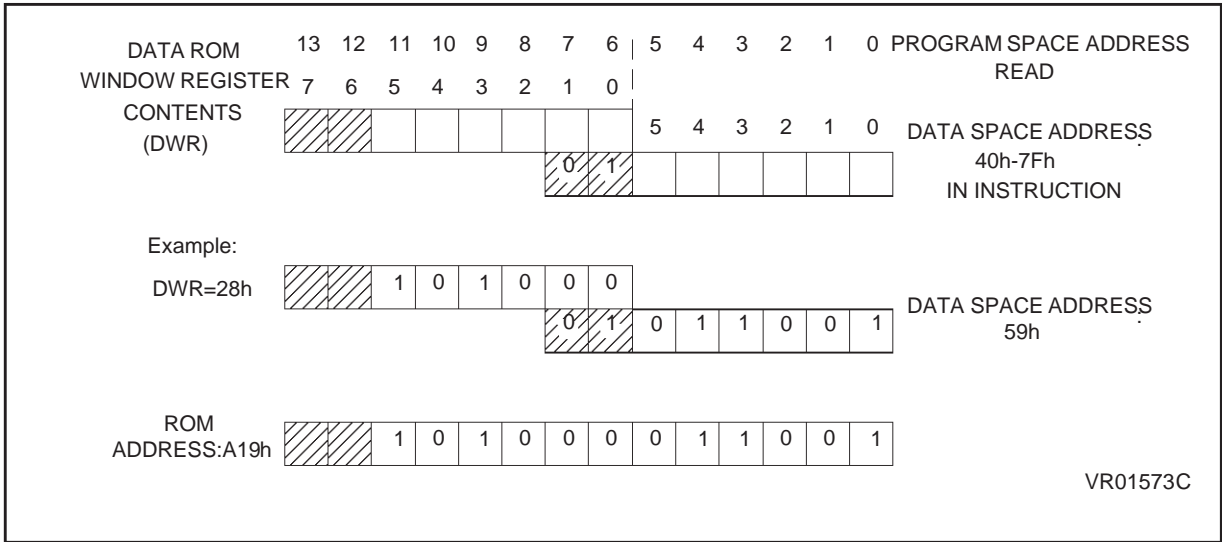 DATA ROM 13 12 11 10 9 8 7 6 5 4 3 2 1 0 PROGRAM SPACE ADDRESS
WINDOW REGISTER 7 6 5 4 3 2 1 0 READ
CONTENTS 5 4 3 2 1 0 DATA SPACE ADDRESS :
(DWR) 0 1 40h-7Fh
IN INSTRUCTION
Example:
DWR=28h 1 0 1 0 0 0
0 1 0 1 1 0 0 1 DATA SPACE ADDRESS :
59h
ROM
ADDRESS:A19h 1 0 1 0 0 0 0 1 1 0 0 1
VR01573C